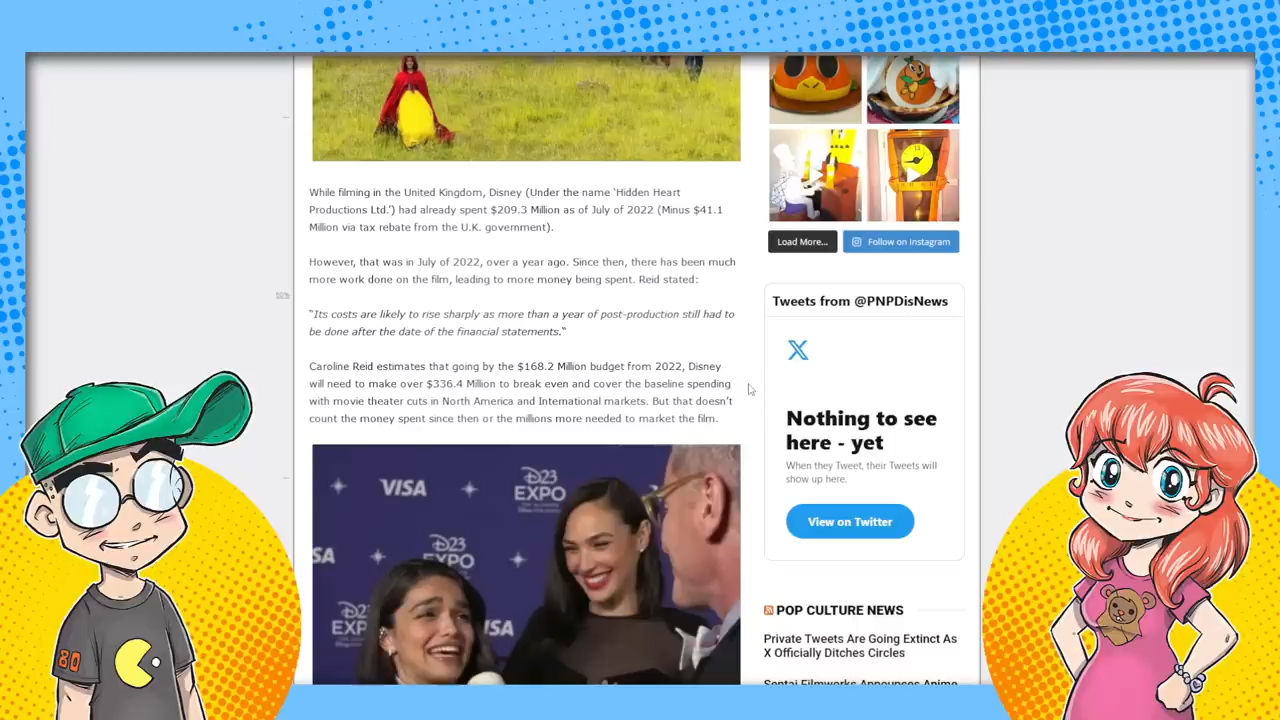 While filming in the United Kingdom, Disney (Under the name 'Hidden Heart
Productions Ltd.') had already spent $209.3 Million as of July of 2022 (Minus $41.1
Million via tax rebate from the U.K. government).
However, that was in July of 2022, over a year ago. Since then, there has been much
more work done on the film, leading to more money being spent. Reid stated:
"Its costs are likely to rise sharply as more than a year of post-production still had to
be done after the date of the financial statements."
Caroline Reid estimates that going by the $168.2 Million budget from 2022, Disney
will need to make over $336.4 Million to break even and cover the baseline spending
with movie theater cuts in North America and International markets. But that doesn't
count the money spent since then or the millions more needed to market the film.
VISA
D23
EXPO
SA
D23
EXPO
D23
EXP
VISA
Load More...
Follow on Instagram
Tweets from @PNPDisNews
X
Nothing to see
here - yet
When they Tweet, their Tweets will
show up here.
View on Twitter
POP CULTURE NEWS
Private Tweets Are Going Extinct As
X Officially Ditches Circles
Sentai Filmworks Announces Anime
80